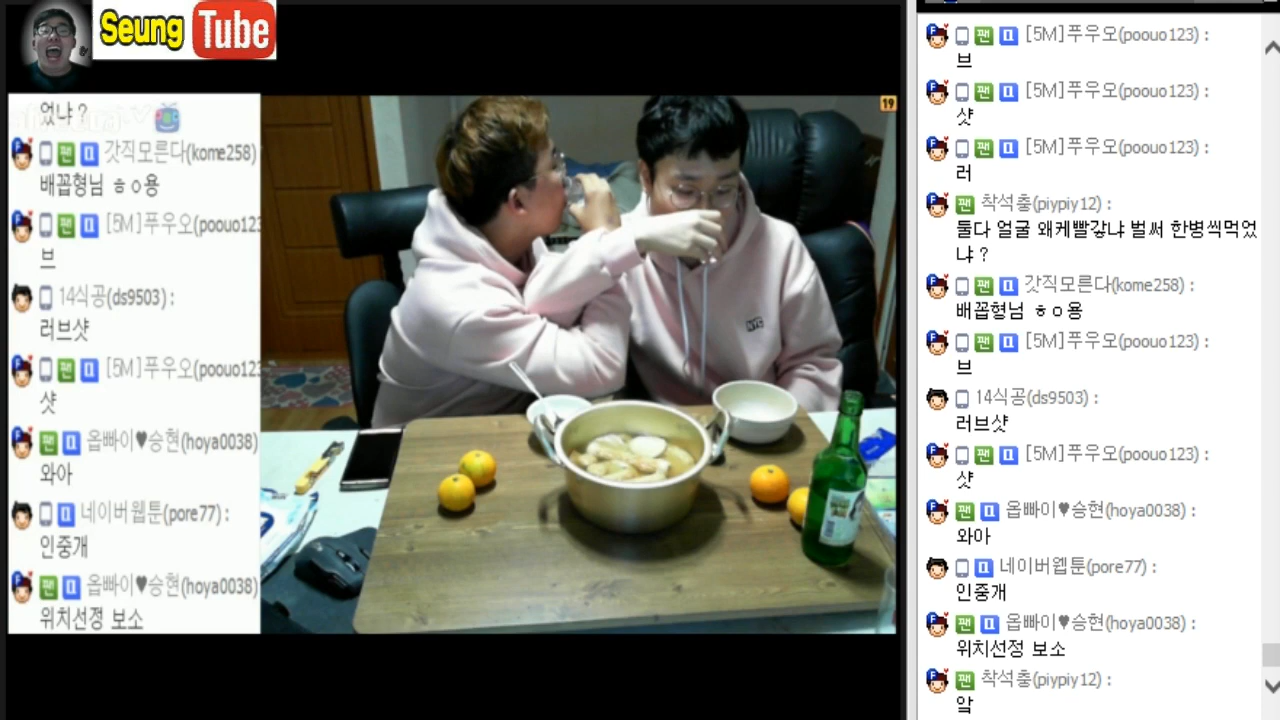 Seung Tube
었냐 ?
갓직모른다(kome258)
배꼽형님 ㅎㅇ용
[5M]푸우오(poouo123
브
14식공(ds9503) :
러브샷
[5M]푸우오(poouo123
샷
옵빠이♥승현(hoya0038)
와아
네이버웹툰(pore77) :
인중개
옵빠이♥승현(hoya0038)
위치선정 보소
19
NYC
[5M]푸우오(poouo123) :
브
[5M]푸우오(poouo123) :
샷
[5M]푸우오(poouo123) :
러
착석충(piypiy12) :
둘다 얼굴 왜케빨갛냐 벌써 한병씩먹었
냐 ?
갓직모른다(kome258) :
배꼽형님 ㅎㅇ용
[5M]푸우오(poouo123) :
브
14식공(ds9503) :
러브샷
[5M]푸우오(poouo123) :
샷
옵빠이♥승현(hoya0038) :
와아
네이버웹툰(pore77) :
인중개
옵빠이♥승현(hoya0038) :
위치선정 보소
착석충(piypiy12) :
앜